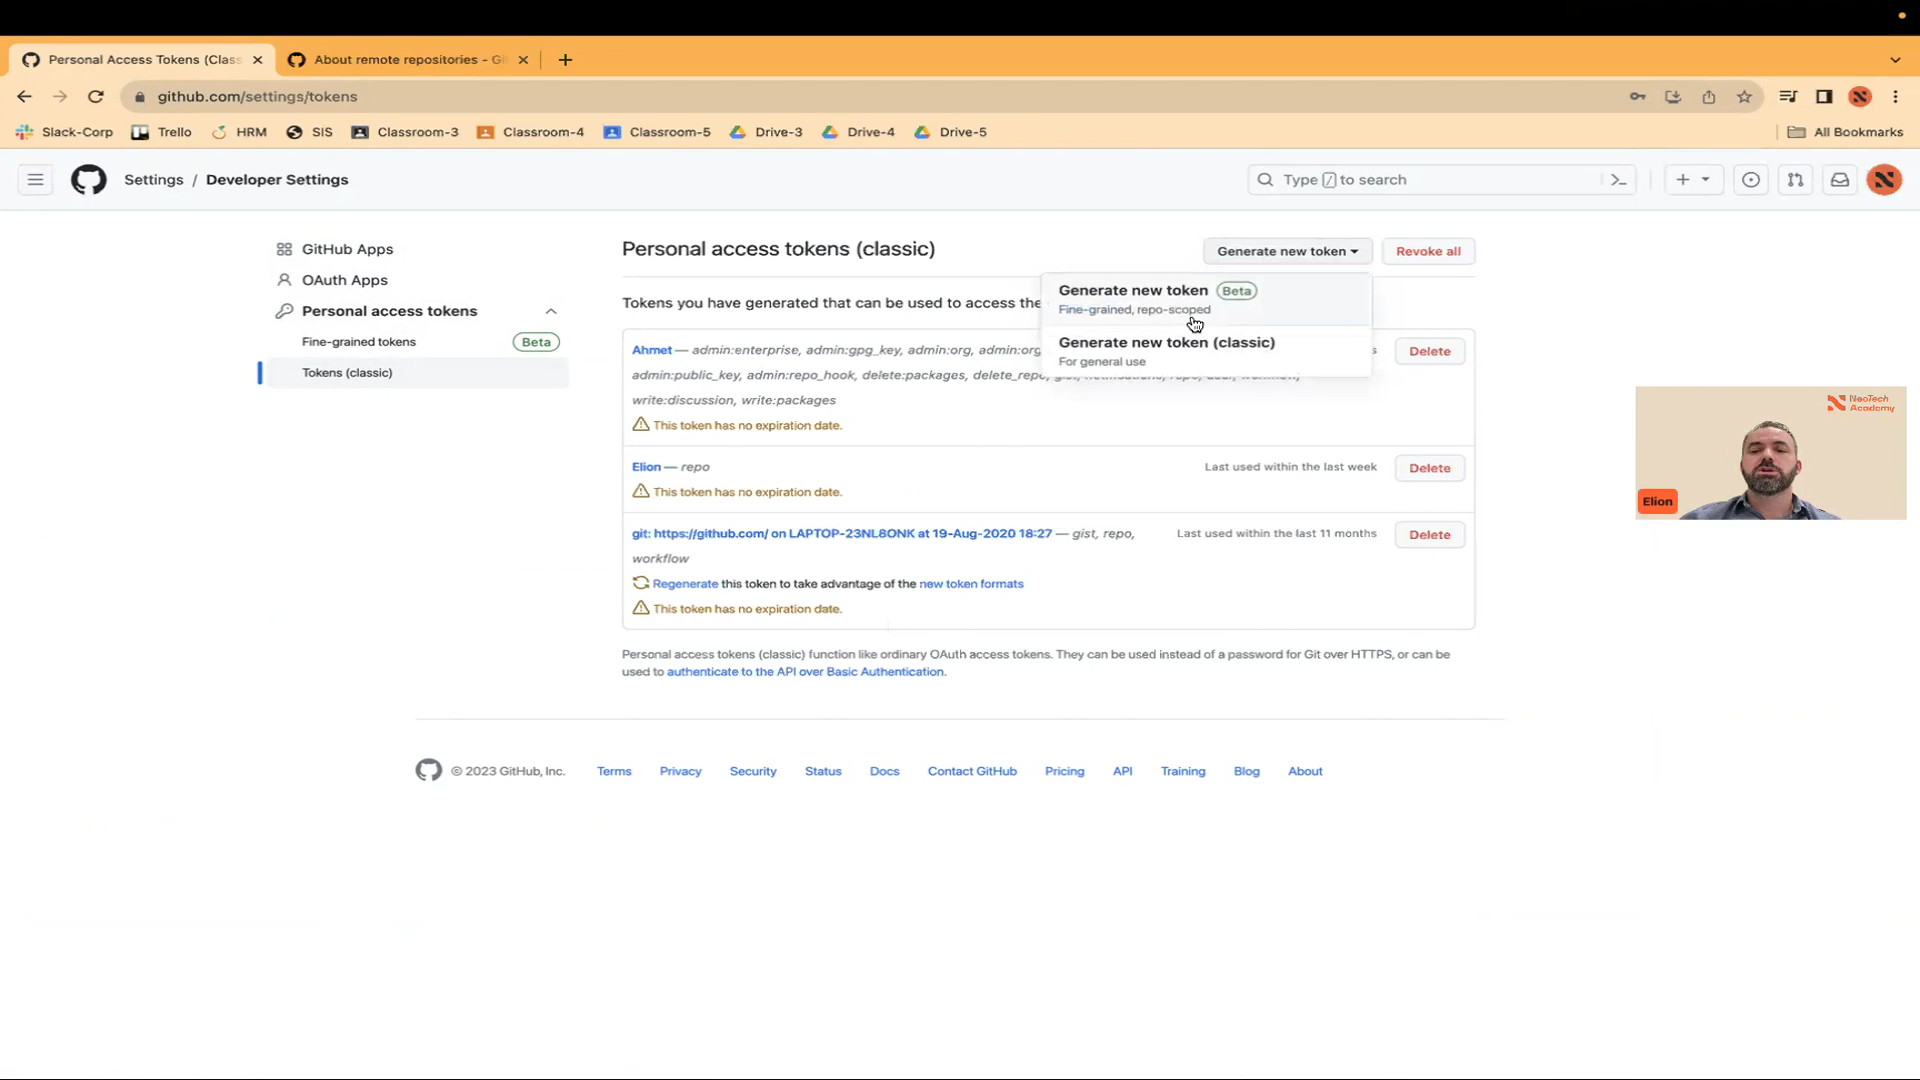 Personal Access Tokens (Class
About remote repositories - Gi
github.com/settings/tokens
Slack-Corp
Trello
HRM
SIS
Classroom-3
Classroom-4
Classroom-5
Drive-3
Drive-4
Drive-5
All Bookmarks
Settings / Developer Settings
Type / to search
GitHub Apps
OAuth Apps
Personal access tokens
Fine-grained tokens Beta
Tokens (classic)
Personal access tokens (classic)
Generate new token
Revoke all
Generate new token Beta
Fine-grained, repo-scoped
Generate new token (classic)
For general use
Tokens you have generated that can be used to access the
Ahmet — admin:enterprise, admin:gpg_key, admin:org, admin:org
Delete
admin:public_key, admin:repo_hook, delete:packages, delete_repo, gist, notifications, repo, user, workflow,
write:discussion, write:packages
This token has no expiration date.
Elion — repo
Last used within the last week
Delete
This token has no expiration date.
git: https://github.com/ on LAPTOP-23NL8ONK at 19-Aug-2020 18:27 — gist, repo,
workflow
Last used within the last 11 months
Delete
Regenerate this token to take advantage of the new token formats
This token has no expiration date.
Personal access tokens (classic) function like ordinary OAuth access tokens. They can be used instead of a password for Git over HTTPS, or can be
used to authenticate to the API over Basic Authentication.
© 2023 GitHub, Inc.
Terms
Privacy
Security
Status
Docs
Contact GitHub
Pricing
API
Training
Blog
About
NeoTech
Academy
Elion